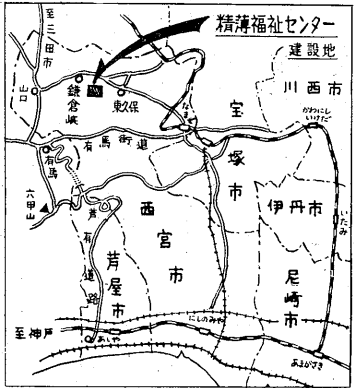 精薄福祉センター
建設地
至三田市
山口
鎌倉峡
東久保
有馬街道
有馬
六甲山
芦有道路
なまぜ
宝塚市
川西市
かわにしいけだ
伊丹市
いたみ
西宮市
芦屋市
尼崎市
にしのみや
至神戸
あしや
あまがさき